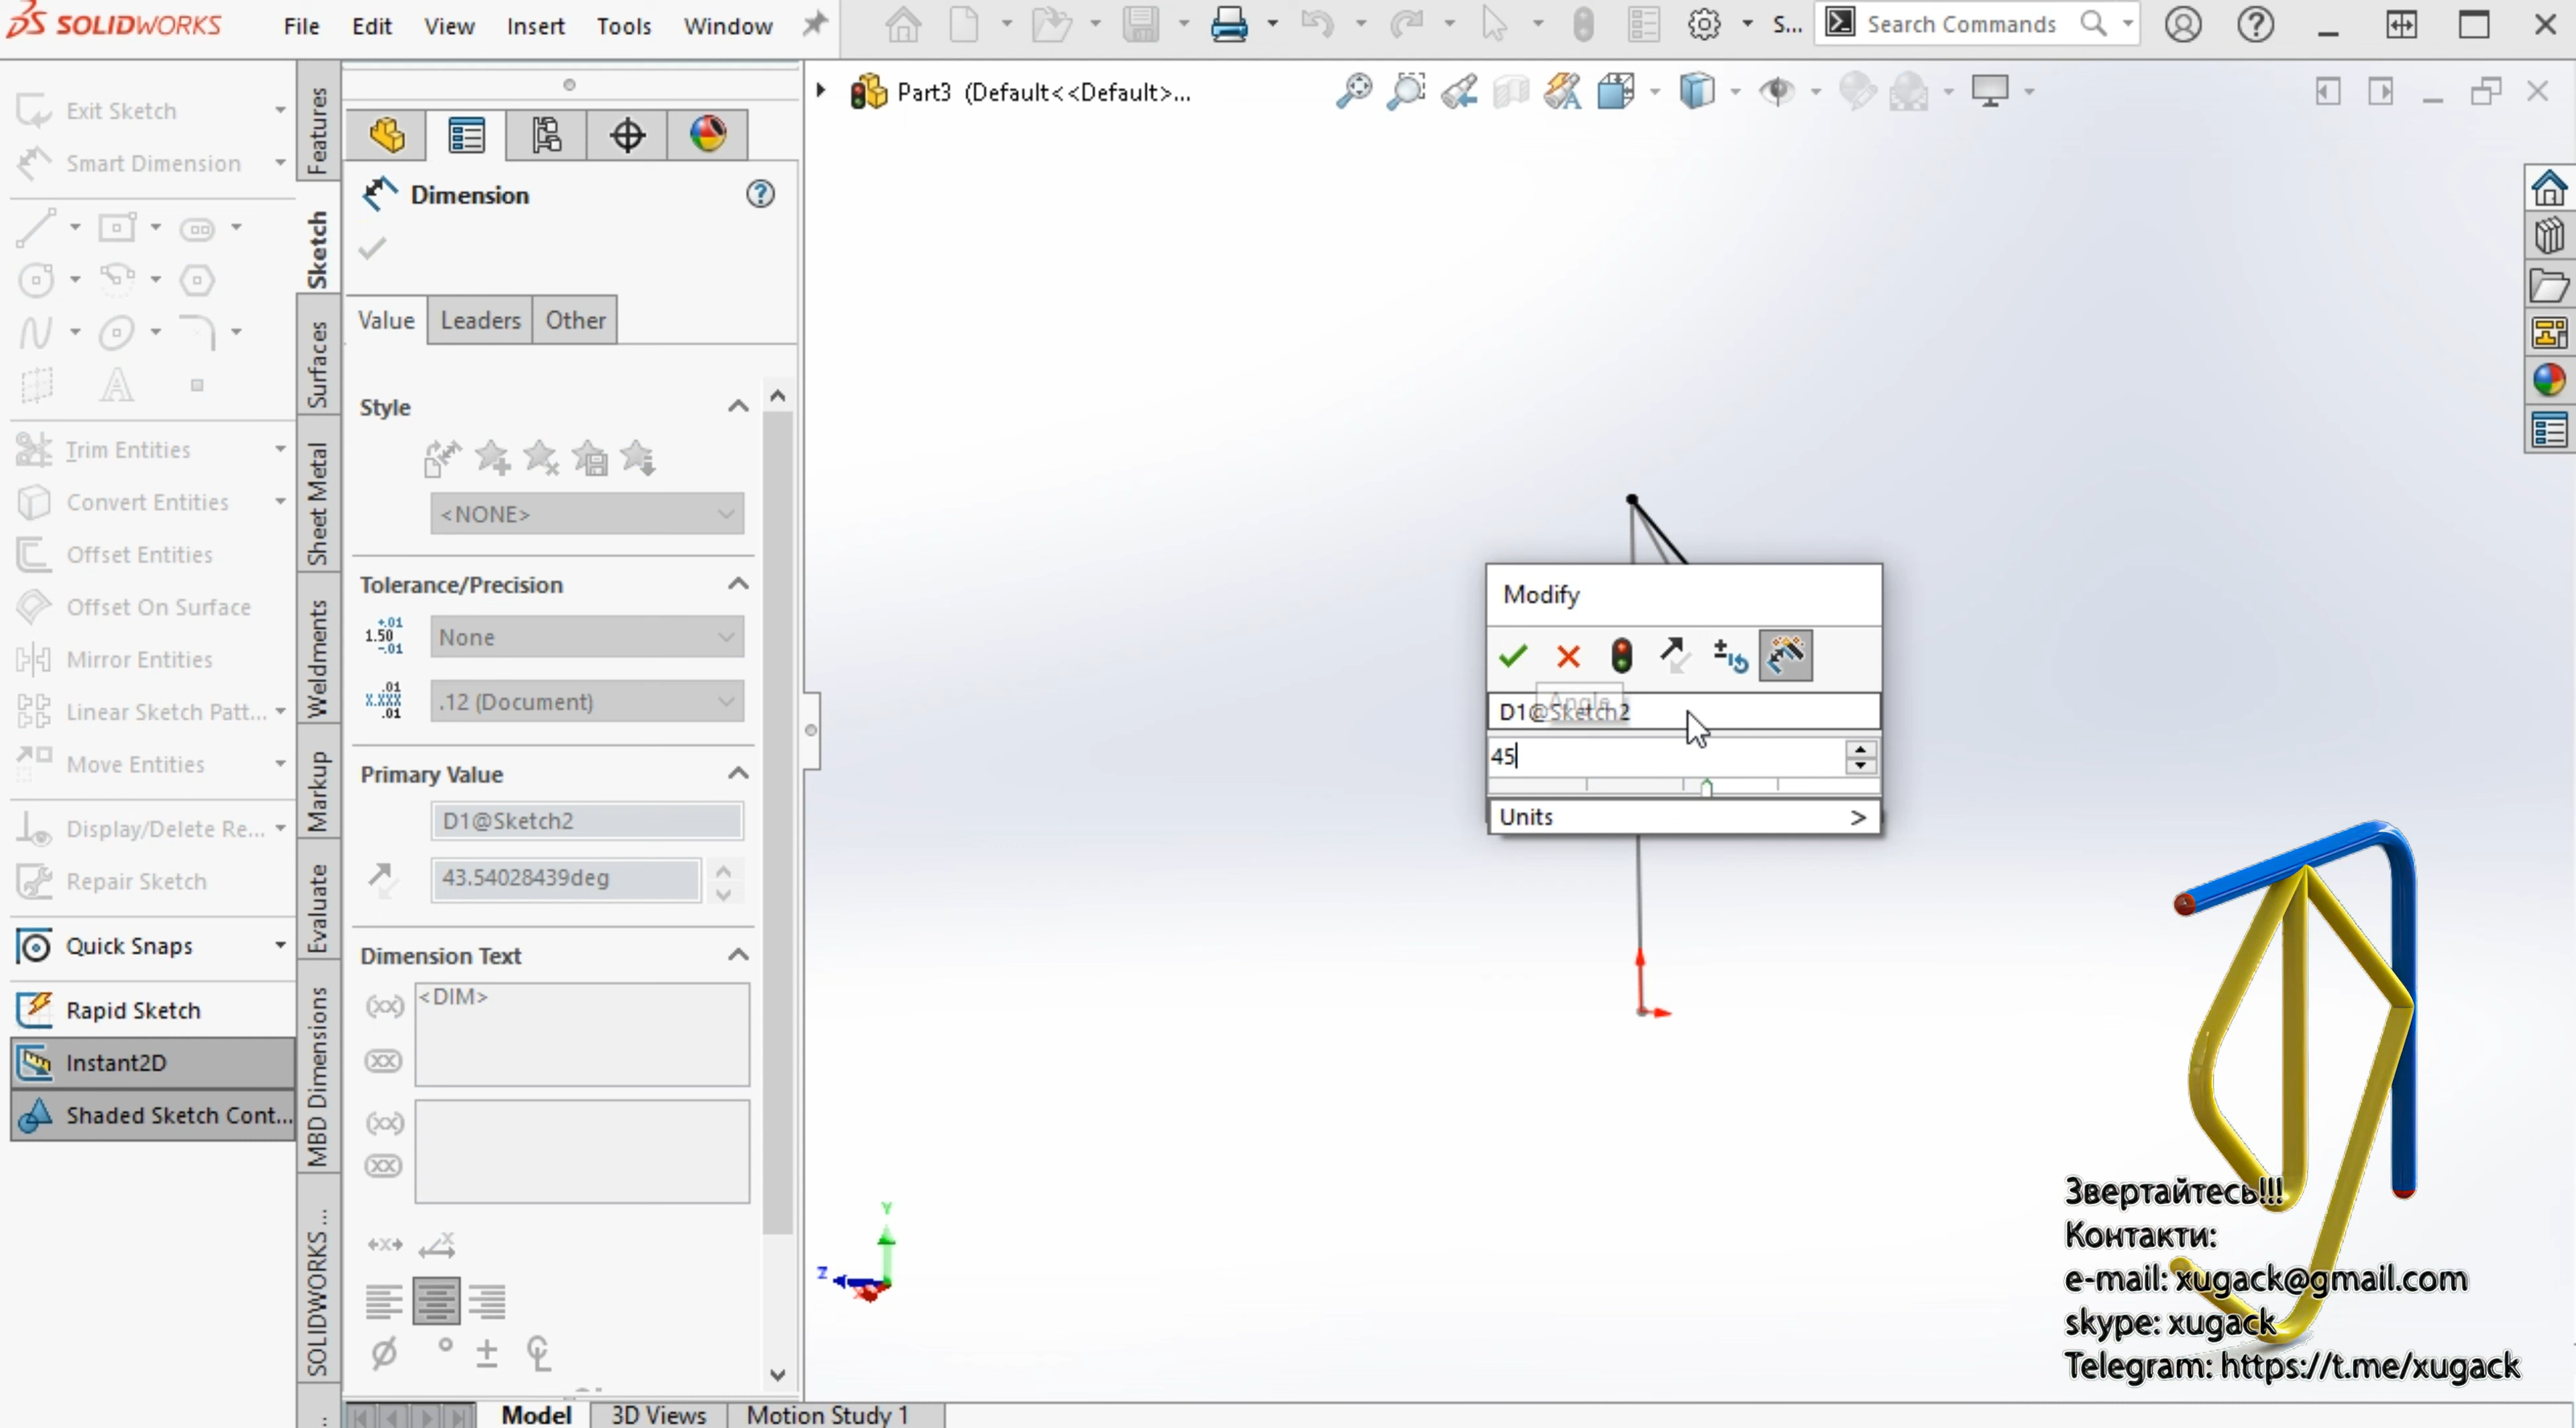 SOLIDWORKS File Edit View Insert Tools Window S... Search Commands
Exit Sketch
Smart Dimension
Trim Entities
Convert Entities
Offset Entities
Offset On Surface
Mirror Entities
Linear Sketch Patt...
Move Entities
Display/Delete Re...
Repair Sketch
Quick Snaps
Rapid Sketch
Instant2D
Shaded Sketch Cont...
Features
Sketch
Surfaces
Sheet Metal
Weldments
Markup
Evaluate
MBD Dimensions
SOLIDWORKS ...
...
Dimension
Value Leaders Other
Style
<NONE>
Tolerance/Precision
None
.12 (Document)
Primary Value
D1@Sketch2
43.54028439deg
Dimension Text
<DIM>
Model 3D Views Motion Study 1
Part3 (Default<<Default>...
Modify
Angle
D1@Sketch2
45
Units >
Y
Z
X
Звертайтесь!!!
Контакти:
e-mail: xugack@gmail.com
skype: xugack
Telegram: https://t.me/xugack